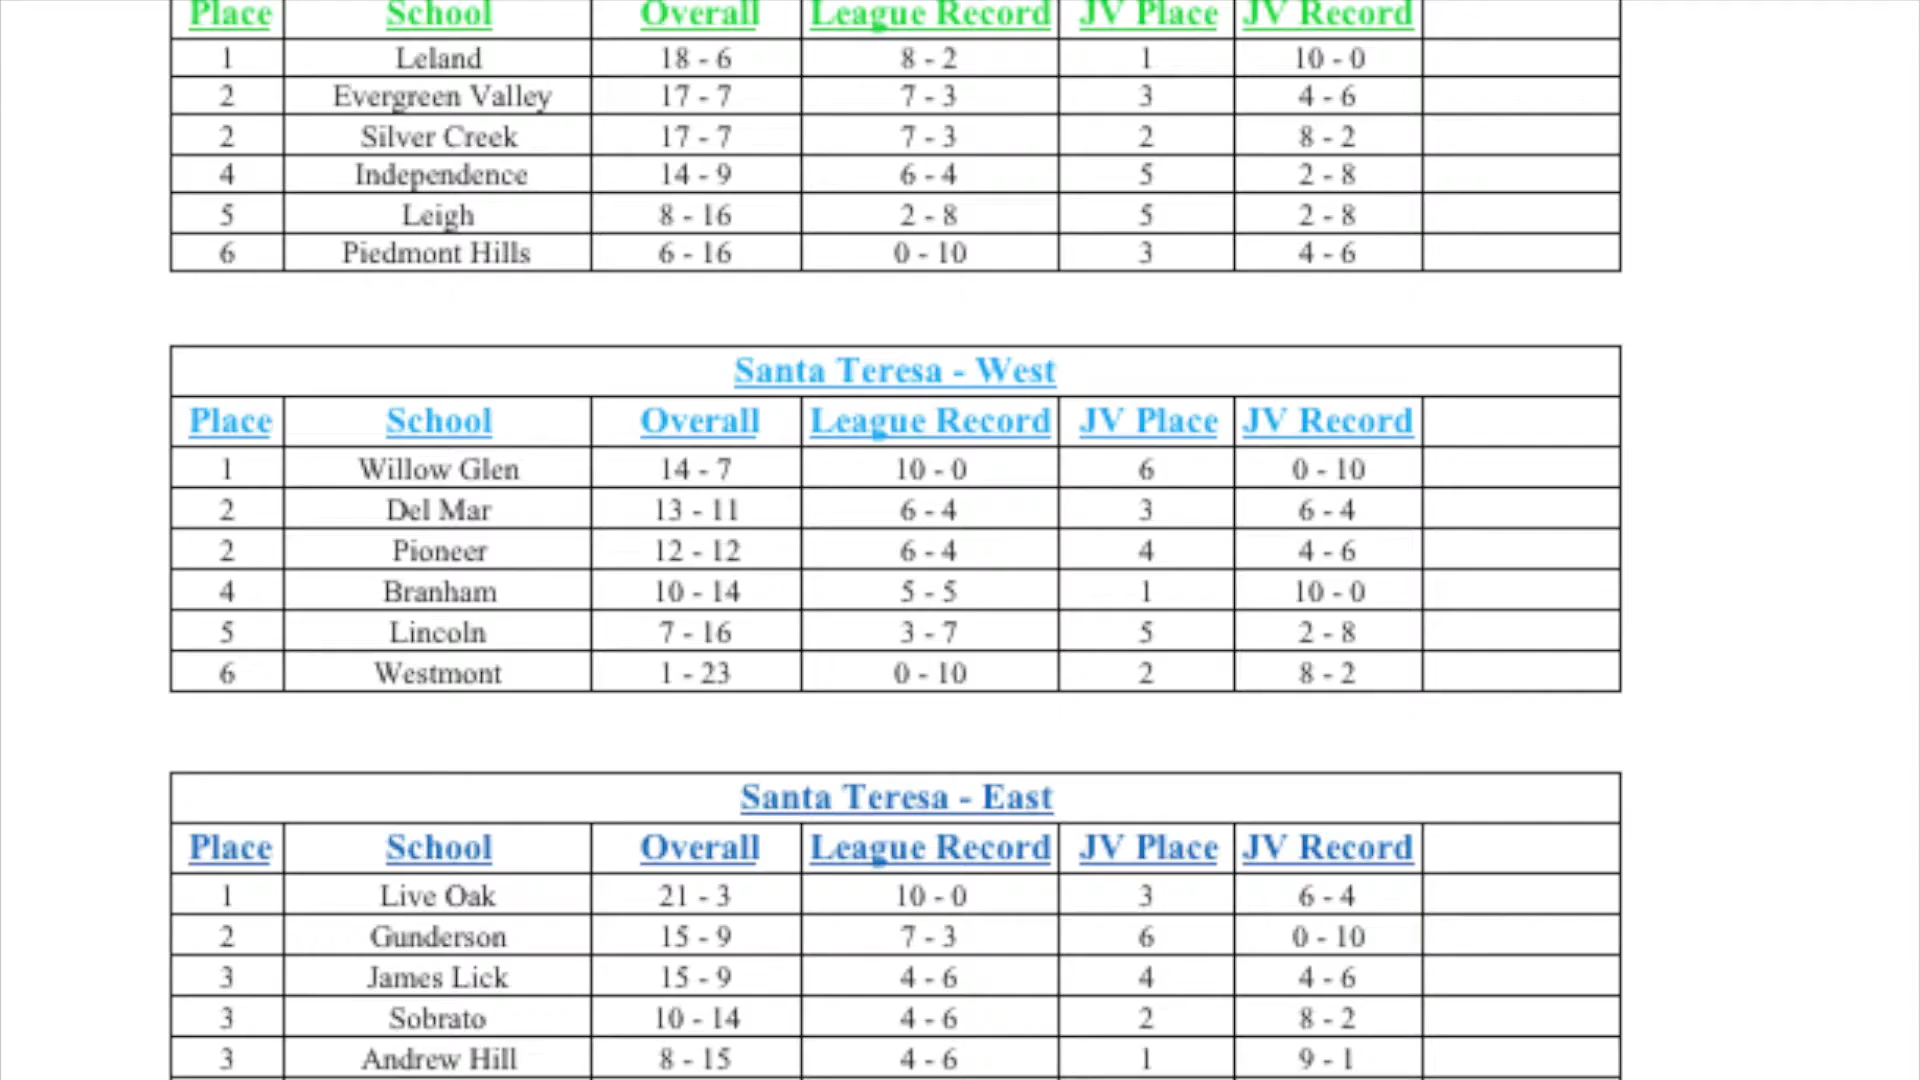 Place School Overall League Record JV Place JV Record
1 Leland 18 - 6 8 - 2 1 10 - 0
2 Evergreen Valley 17 - 7 7 - 3 3 4 - 6
2 Silver Creek 17 - 7 7 - 3 2 8 - 2
4 Independence 14 - 9 6 - 4 5 2 - 8
5 Leigh 8 - 16 2 - 8 5 2 - 8
6 Piedmont Hills 6 - 16 0 - 10 3 4 - 6
Santa Teresa - West
Place School Overall League Record JV Place JV Record
1 Willow Glen 14 - 7 10 - 0 6 0 - 10
2 Del Mar 13 - 11 6 - 4 3 6 - 4
2 Pioneer 12 - 12 6 - 4 4 4 - 6
4 Branham 10 - 14 5 - 5 1 10 - 0
5 Lincoln 7 - 16 3 - 7 5 2 - 8
6 Westmont 1 - 23 0 - 10 2 8 - 2
Santa Teresa - East
Place School Overall League Record JV Place JV Record
1 Live Oak 21 - 3 10 - 0 3 6 - 4
2 Gunderson 15 - 9 7 - 3 6 0 - 10
3 James Lick 15 - 9 4 - 6 4 4 - 6
3 Sobrato 10 - 14 4 - 6 2 8 - 2
3 Andrew Hill 8 - 15 4 - 6 1 9 - 1